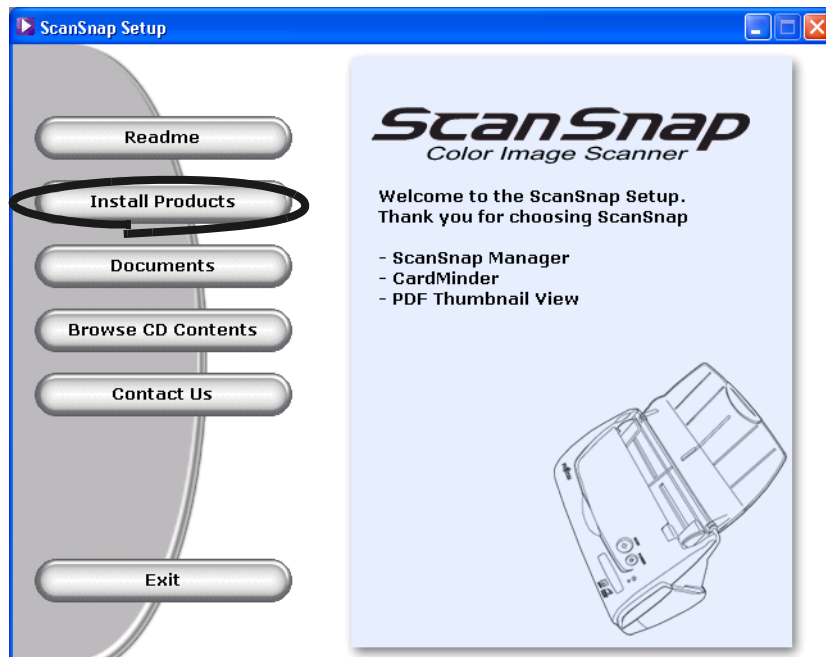 ScanSnap Setup
Readme
Install Products
Documents
Browse CD Contents
Contact Us
Exit
ScanSnap
Color Image Scanner
Welcome to the ScanSnap Setup.
Thank you for choosing ScanSnap
- ScanSnap Manager
- CardMinder
- PDF Thumbnail View
FUJITSU